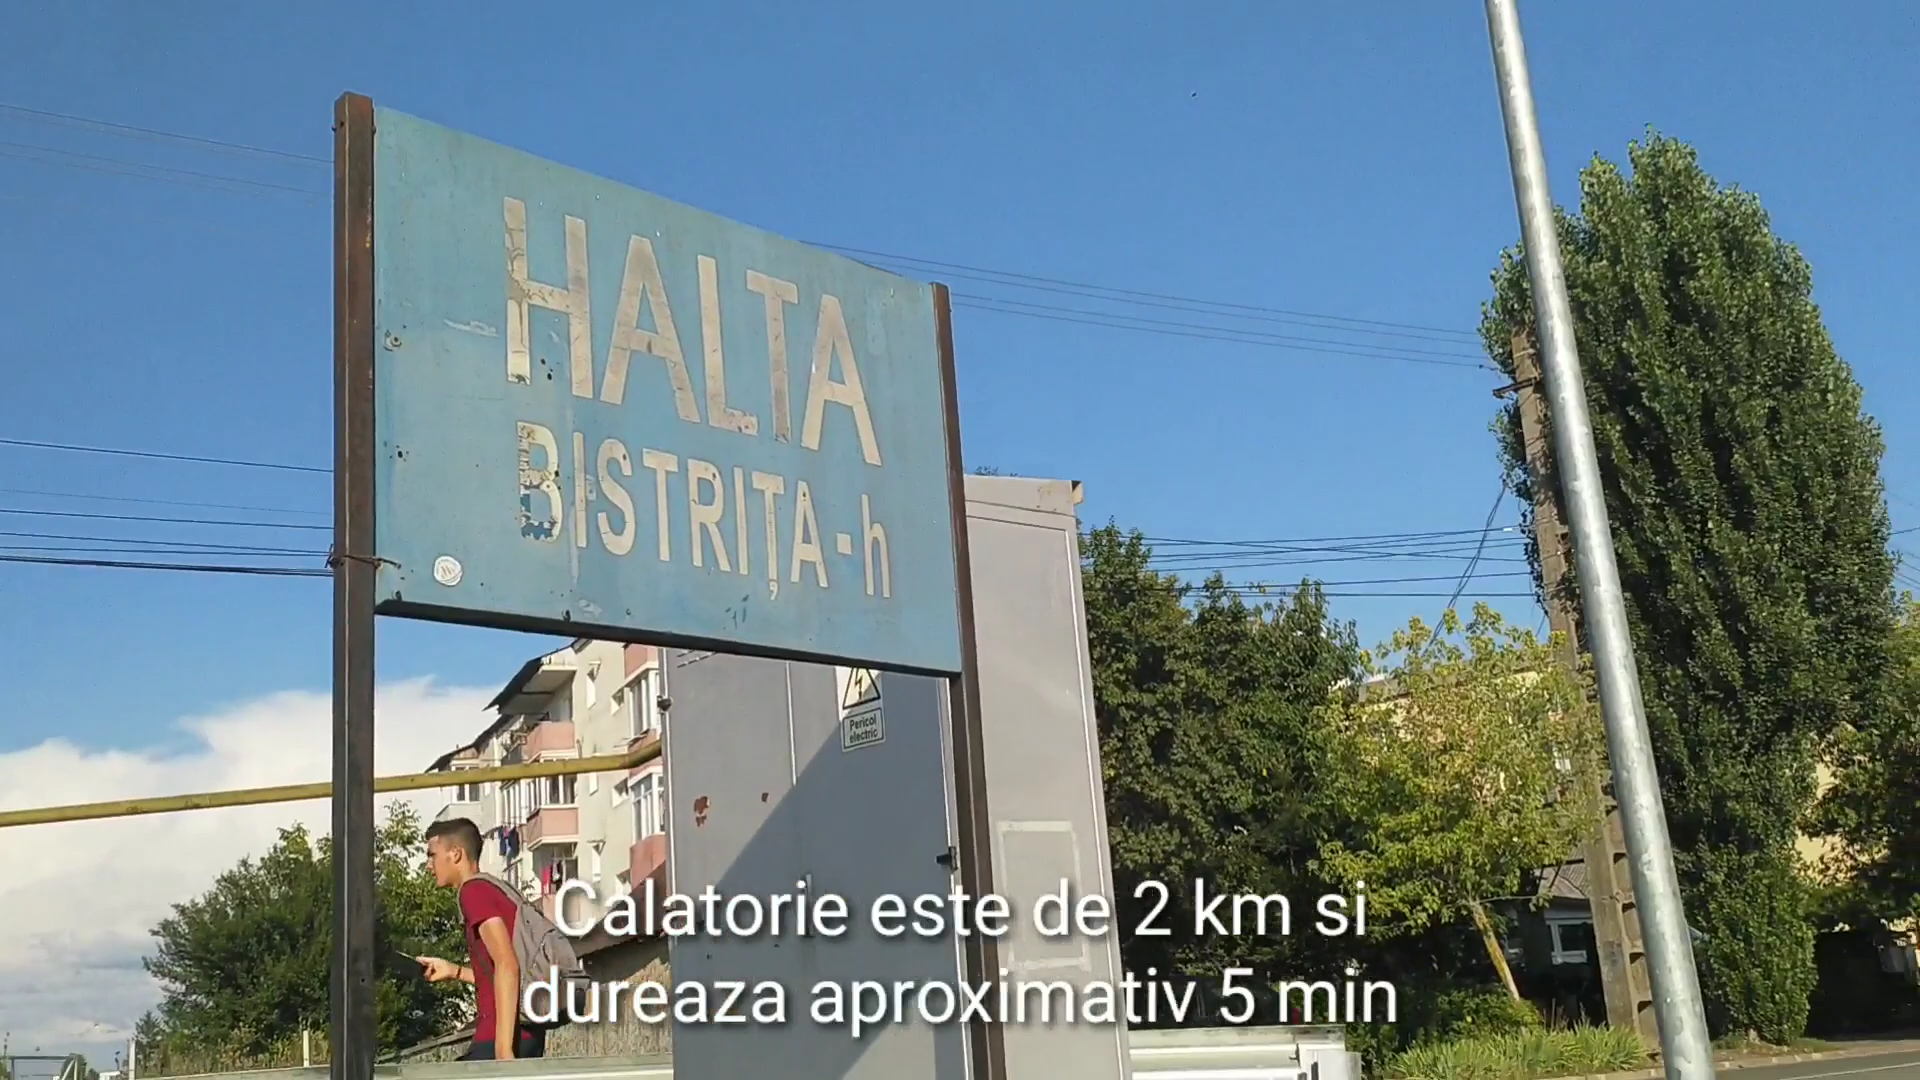 HALTA
BISTRIȚA-h
Pericol
electric
Calatorie este de 2 km si
dureaza aproximativ 5 min